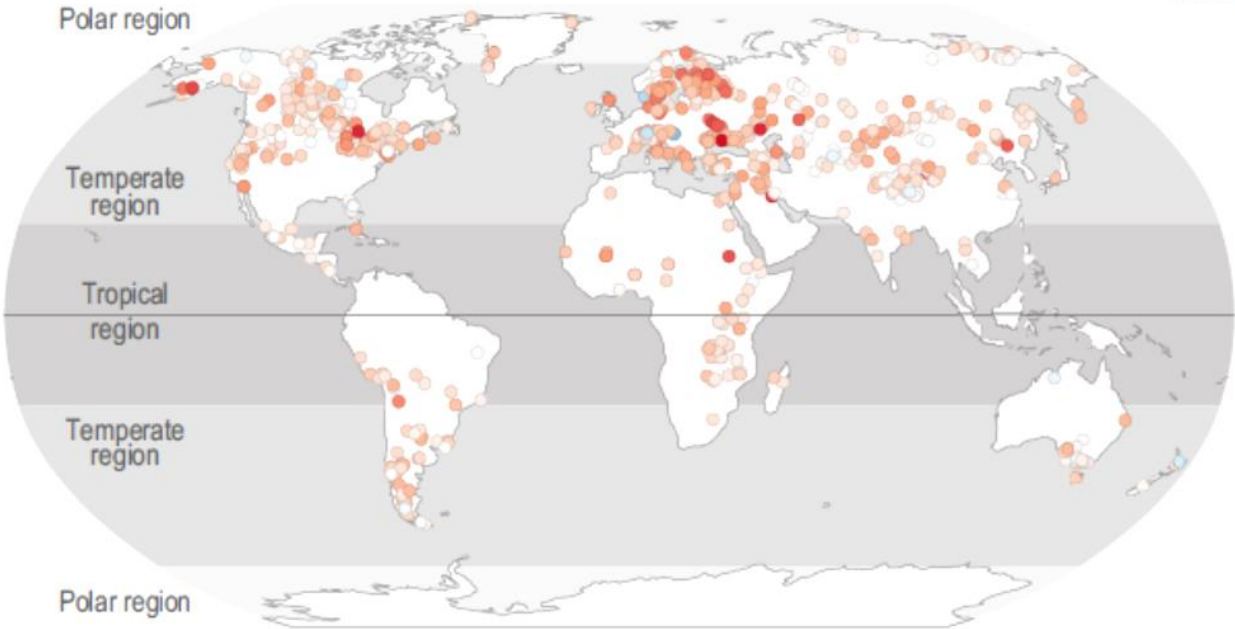 Polar region
Temperate
region
Tropical
region
Temperate
region
Polar region